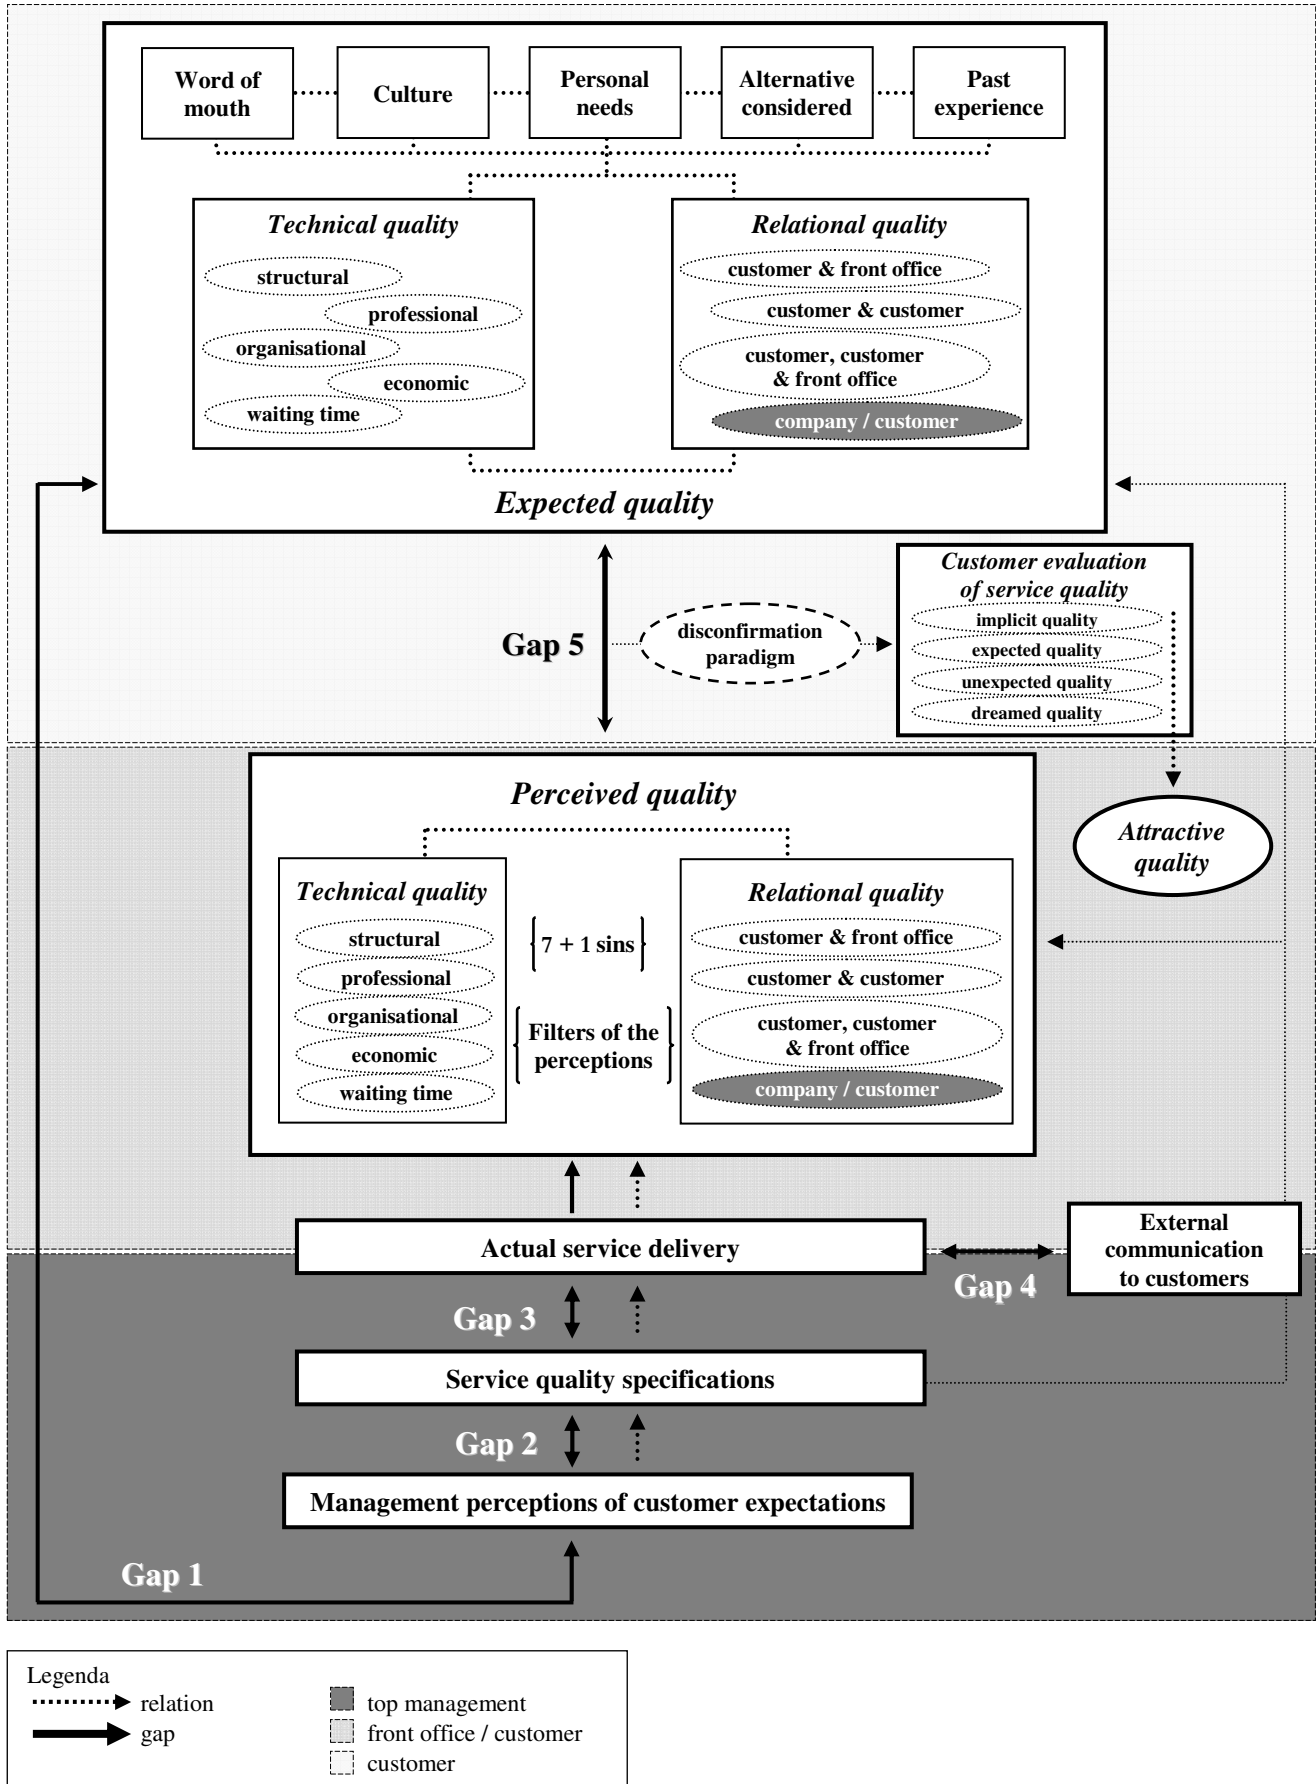 Word of
mouth
Culture
Personal
needs
Alternative
considered
Past
experience
Technical quality
structural
professional
organisational
economic
waiting time
Relational quality
customer & front office
customer & customer
customer, customer
& front office
company / customer
Expected quality
Gap 5
disconfirmation
paradigm
Customer evaluation
of service quality
implicit quality
expected quality
unexpected quality
dreamed quality
Attractive
quality
Perceived quality
Technical quality
structural
professional
organisational
economic
waiting time
{7 + 1 sins}
{Filters of the
perceptions}
Relational quality
customer & front office
customer & customer
customer, customer
& front office
company / customer
Actual service delivery
Gap 4
External
communication
to customers
Gap 3
Service quality specifications
Gap 2
Management perceptions of customer expectations
Gap 1
Legenda
relation
gap
top management
front office / customer
customer